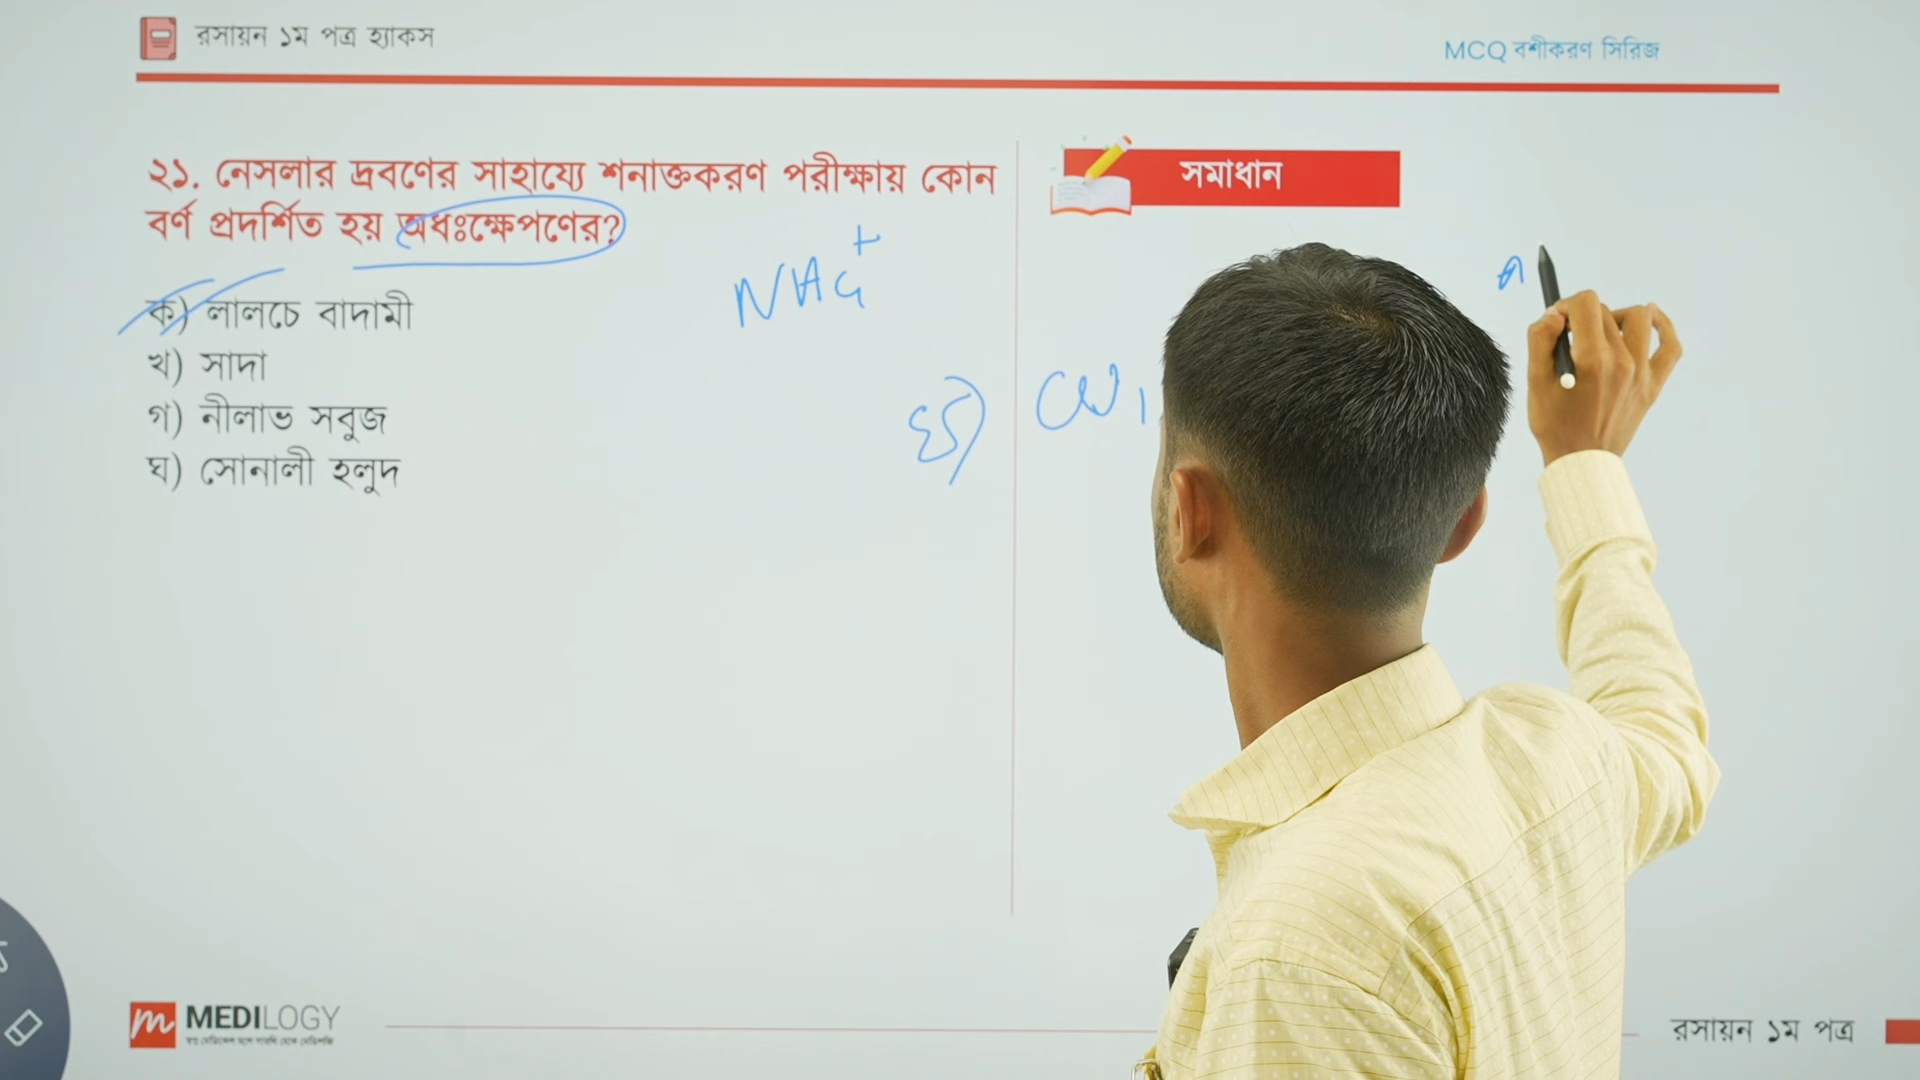 রসায়ন ১ম পত্র হ্যাকস
MCQ বশীকরণ সিরিজ
২১. নেসলার দ্রবণের সাহায্যে শনাক্তকরণ পরীক্ষায় কোন
বর্ণ প্রদর্শিত হয় অধঃক্ষেপণের?
ক) লালচে বাদামী
খ) সাদা
গ) নীলাভ সবুজ
ঘ) সোনালী হলুদ
NH4+
সমাধান
ঘ)
MEDILOGY
রসায়ন ১ম পত্র